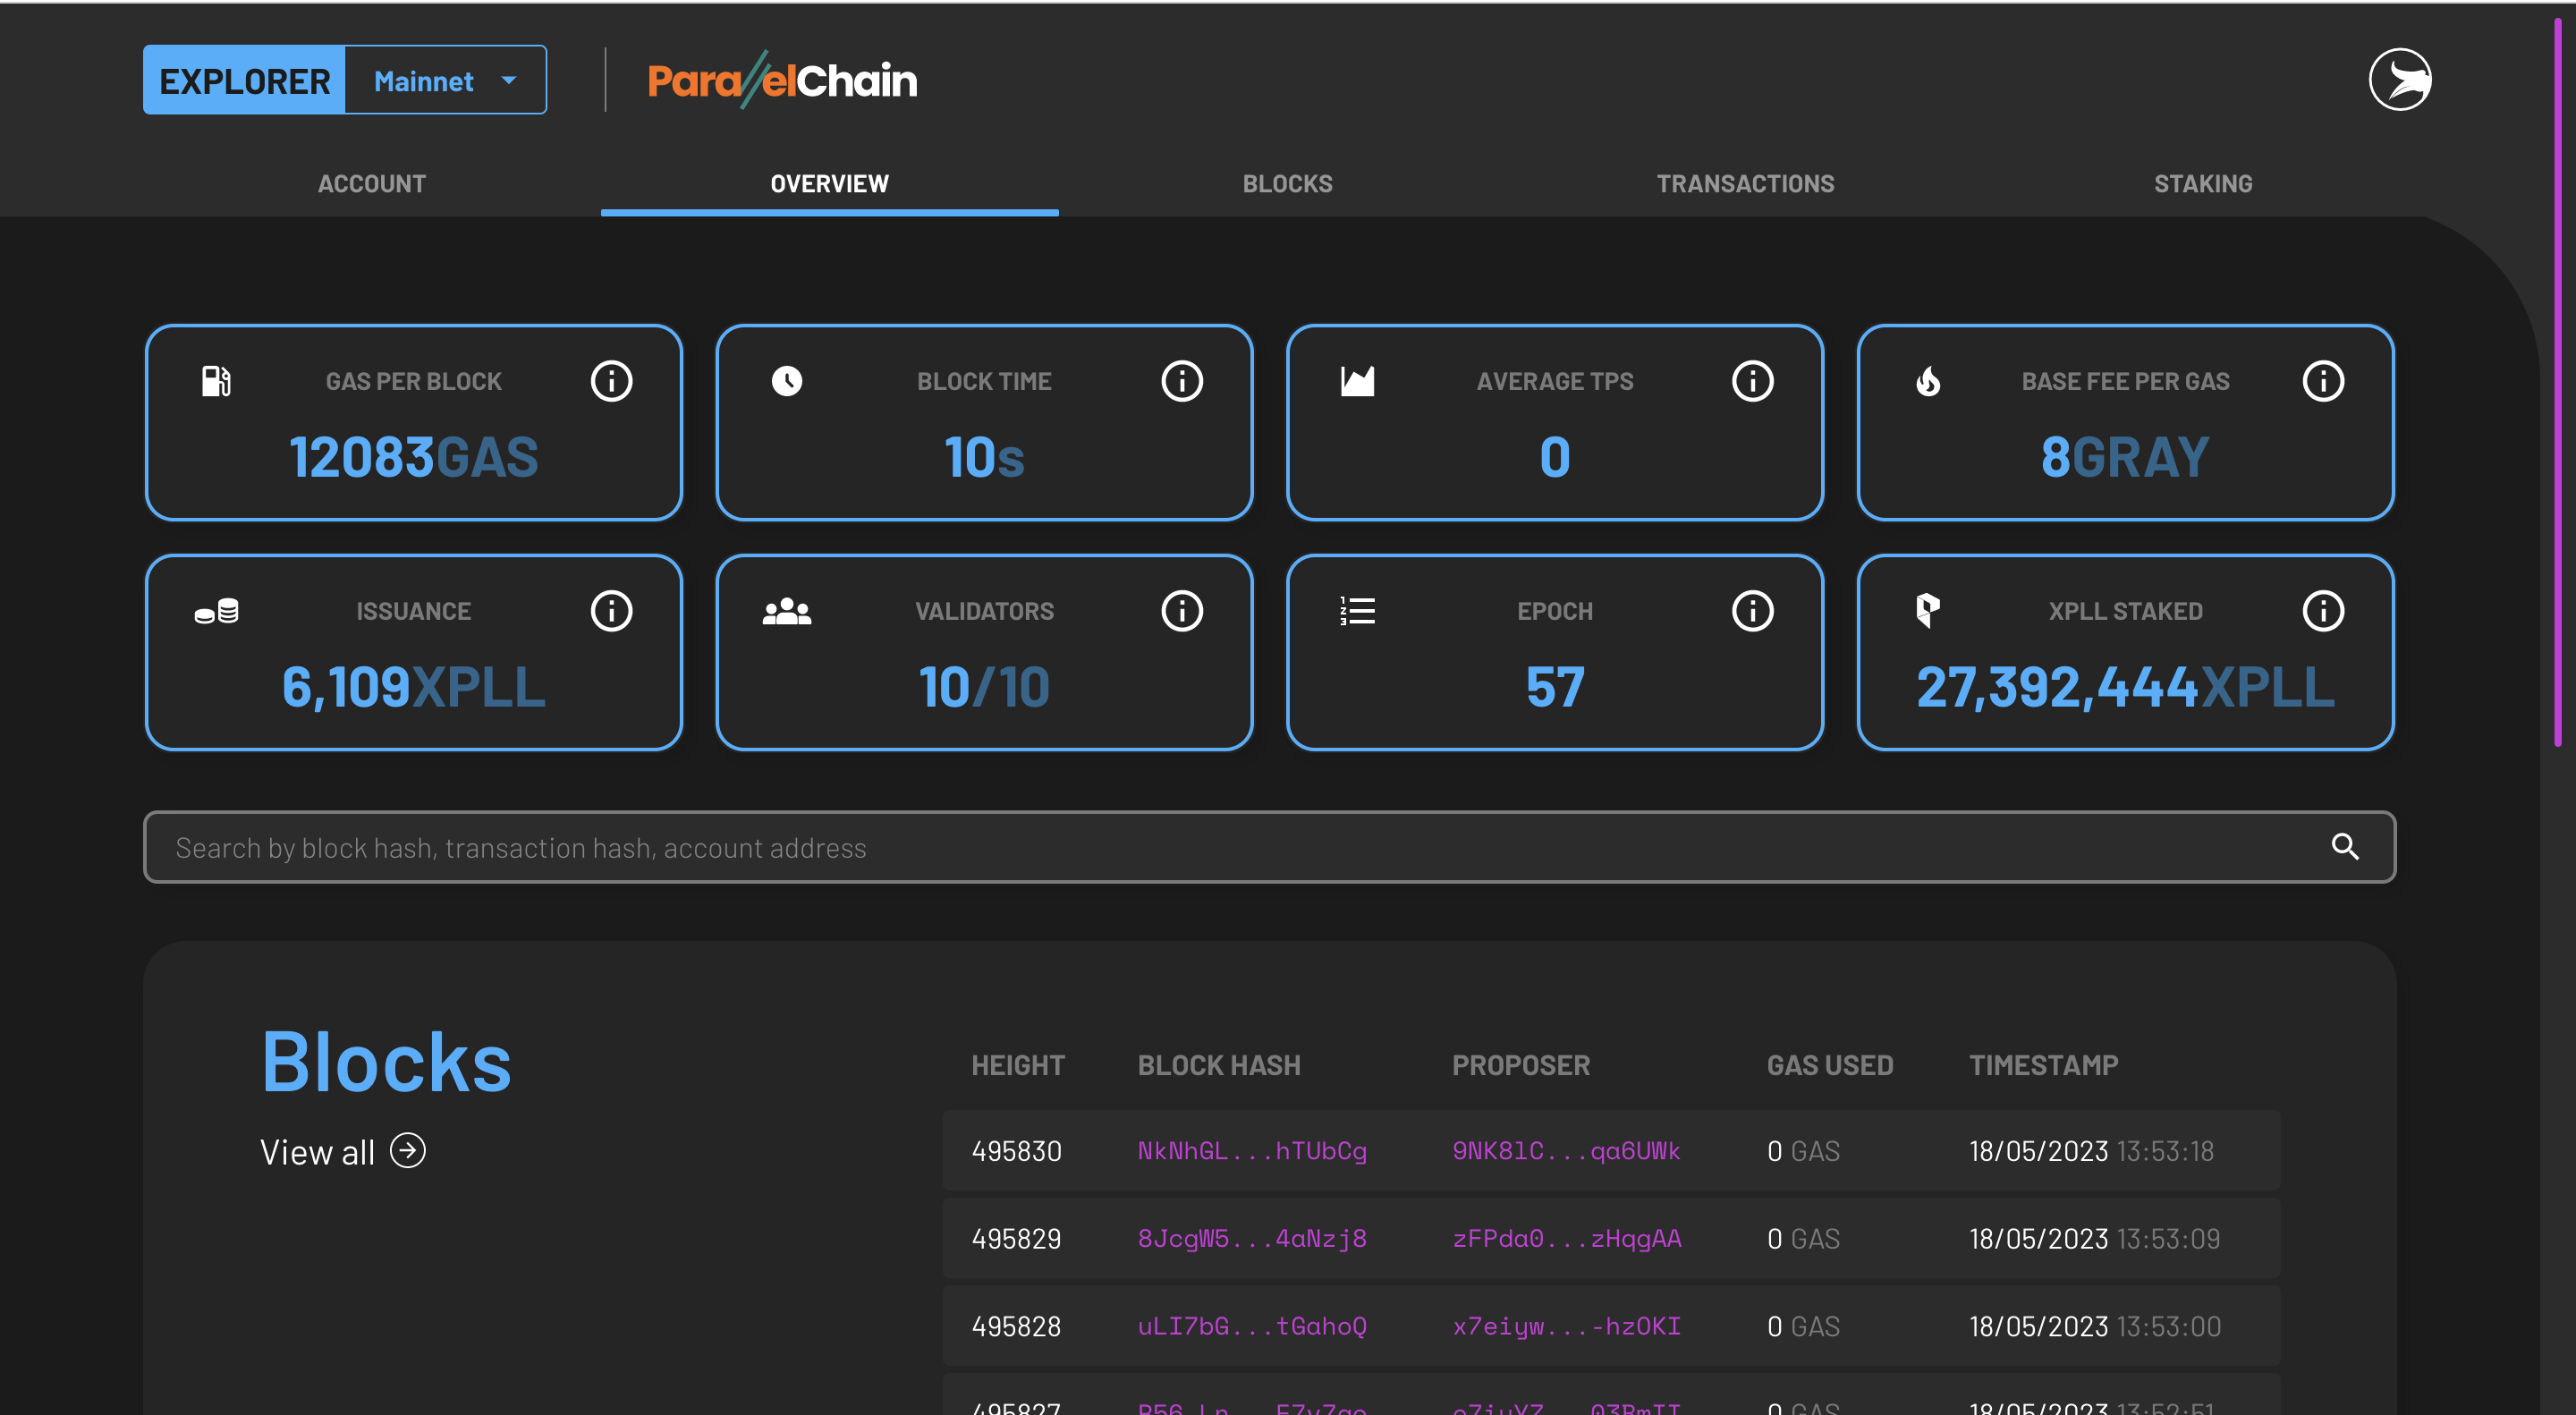 EXPLORER Mainnet ParallelChain
ACCOUNT OVERVIEW BLOCKS TRANSACTIONS STAKING
GAS PER BLOCK
12083GAS
BLOCK TIME
10s
AVERAGE TPS
0
BASE FEE PER GAS
8GRAY
ISSUANCE
6,109XPLL
VALIDATORS
10/10
EPOCH
57
XPLL STAKED
27,392,444XPLL
Search by block hash, transaction hash, account address
Blocks
View all
HEIGHT BLOCK HASH PROPOSER GAS USED TIMESTAMP
495830 NkNhGL...hTUbCg 9NK8lC...qa6UWk 0 GAS 18/05/2023 13:53:18
495829 8JcgW5...4aNzj8 zFPda0...zHqgAA 0 GAS 18/05/2023 13:53:09
495828 uLI7bG...tGahoQ x7eiyw...-hzOKI 0 GAS 18/05/2023 13:53:00
495827 0 GAS 18/05/2023 13:52:51